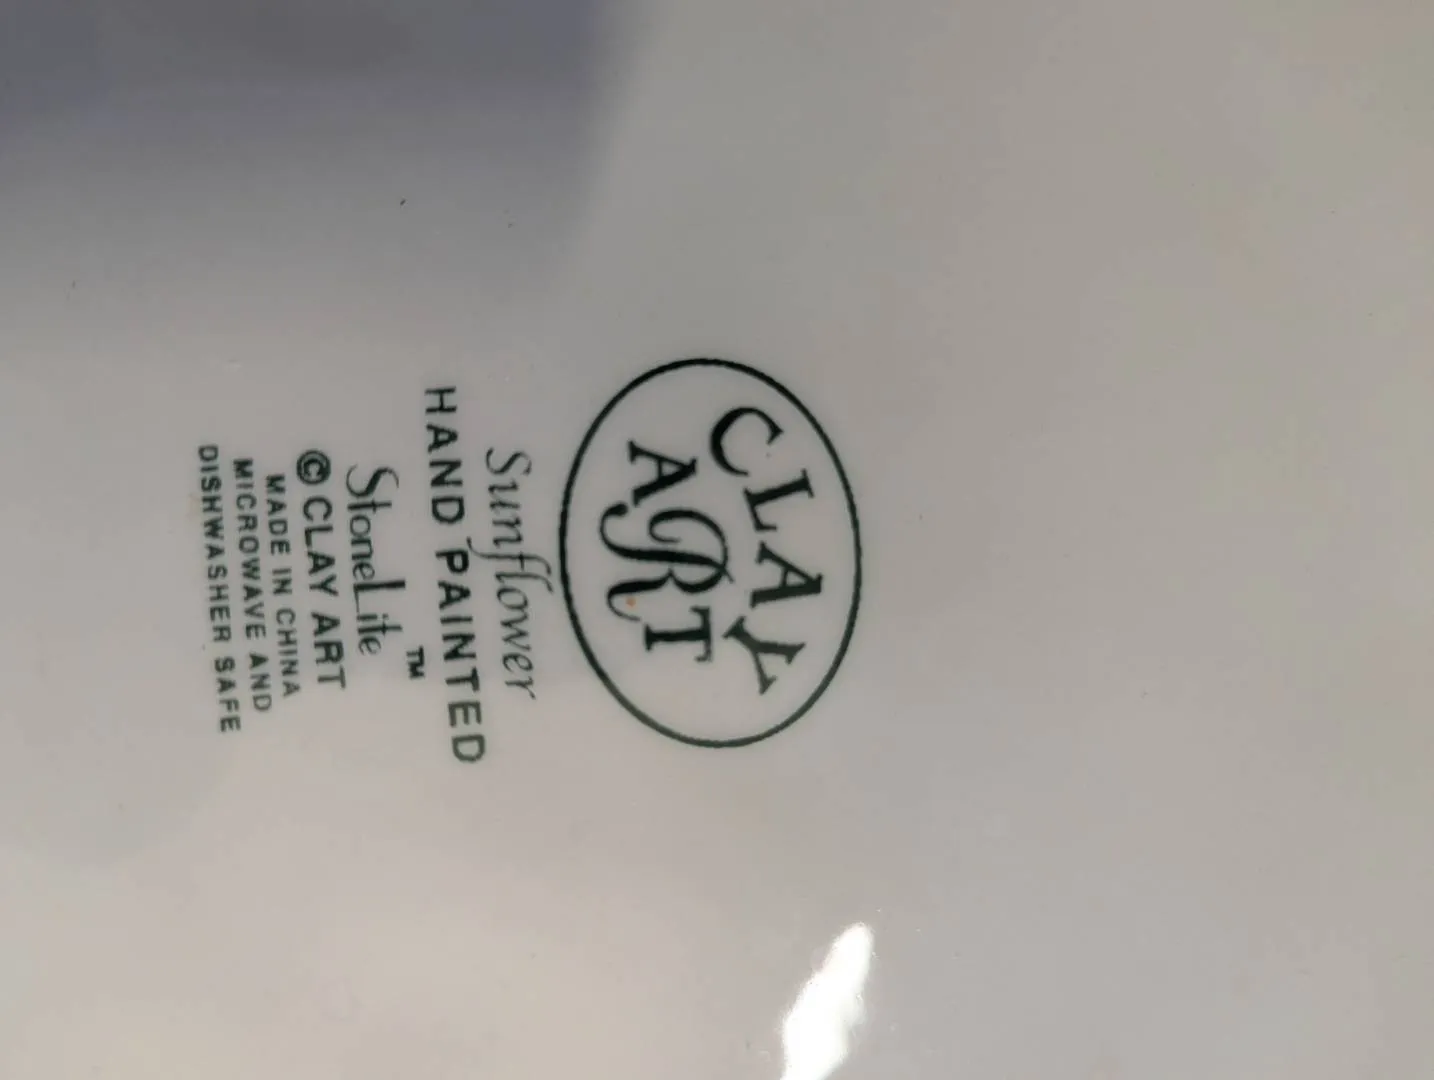 CLAY
ART
Sunflower
HAND PAINTED
StoneLite™
© CLAY ART
MADE IN CHINA
MICROWAVE AND
DISHWASHER SAFE